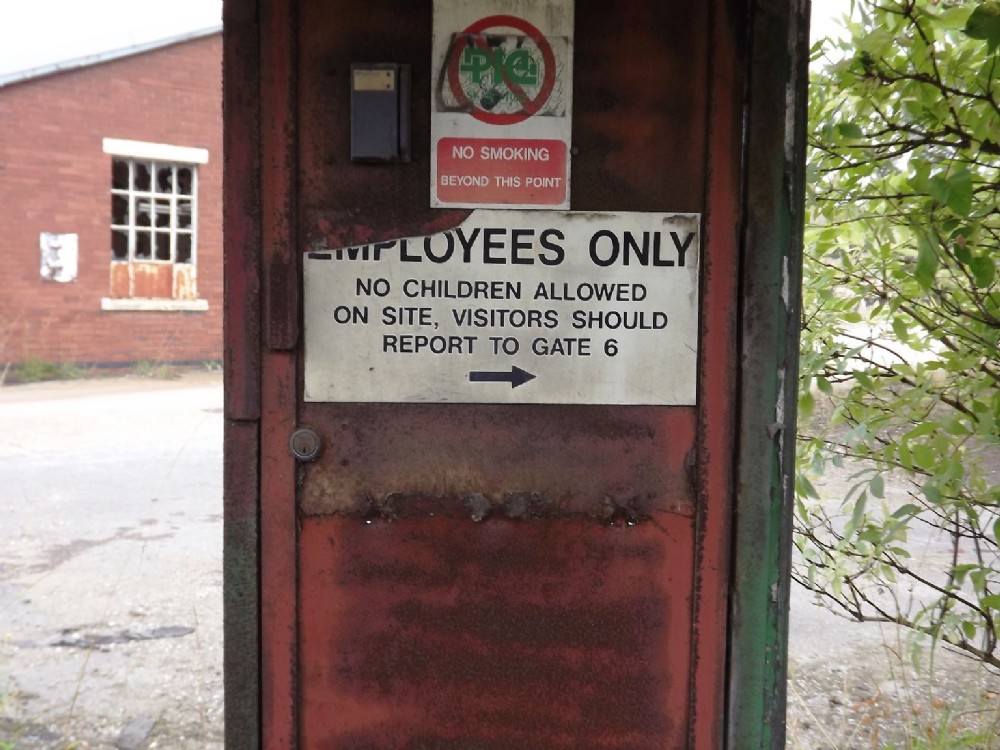 NO SMOKING
BEYOND THIS POINT
EMPLOYEES ONLY
NO CHILDREN ALLOWED
ON SITE, VISITORS SHOULD
REPORT TO GATE 6